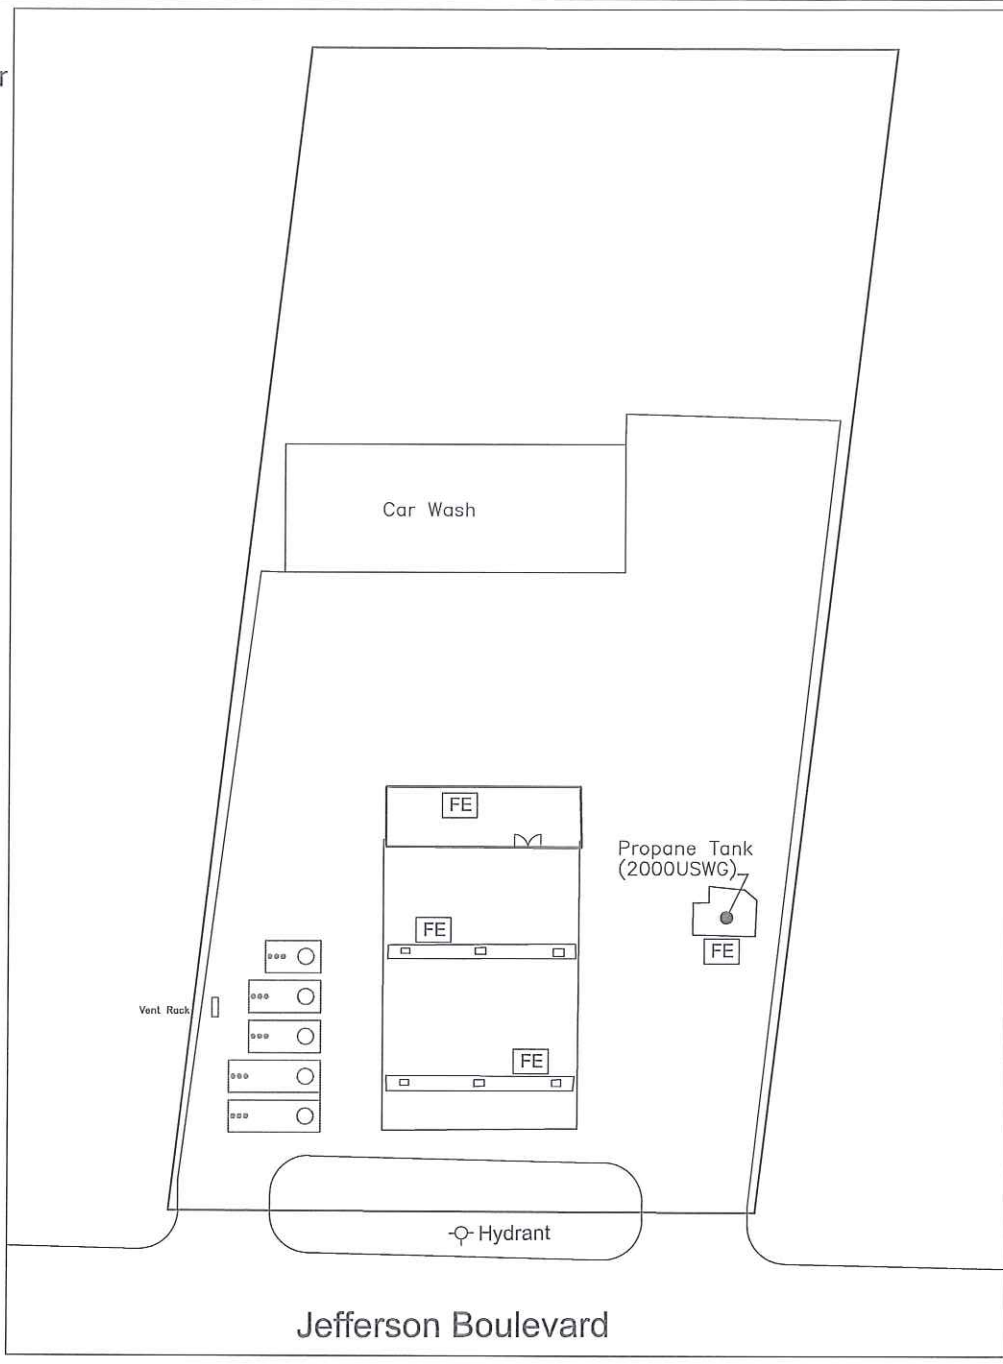 r
Car Wash
FE
Propane Tank
(2000USWG)
FE
FE
Vent Rack
FE
Hydrant
Jefferson Boulevard